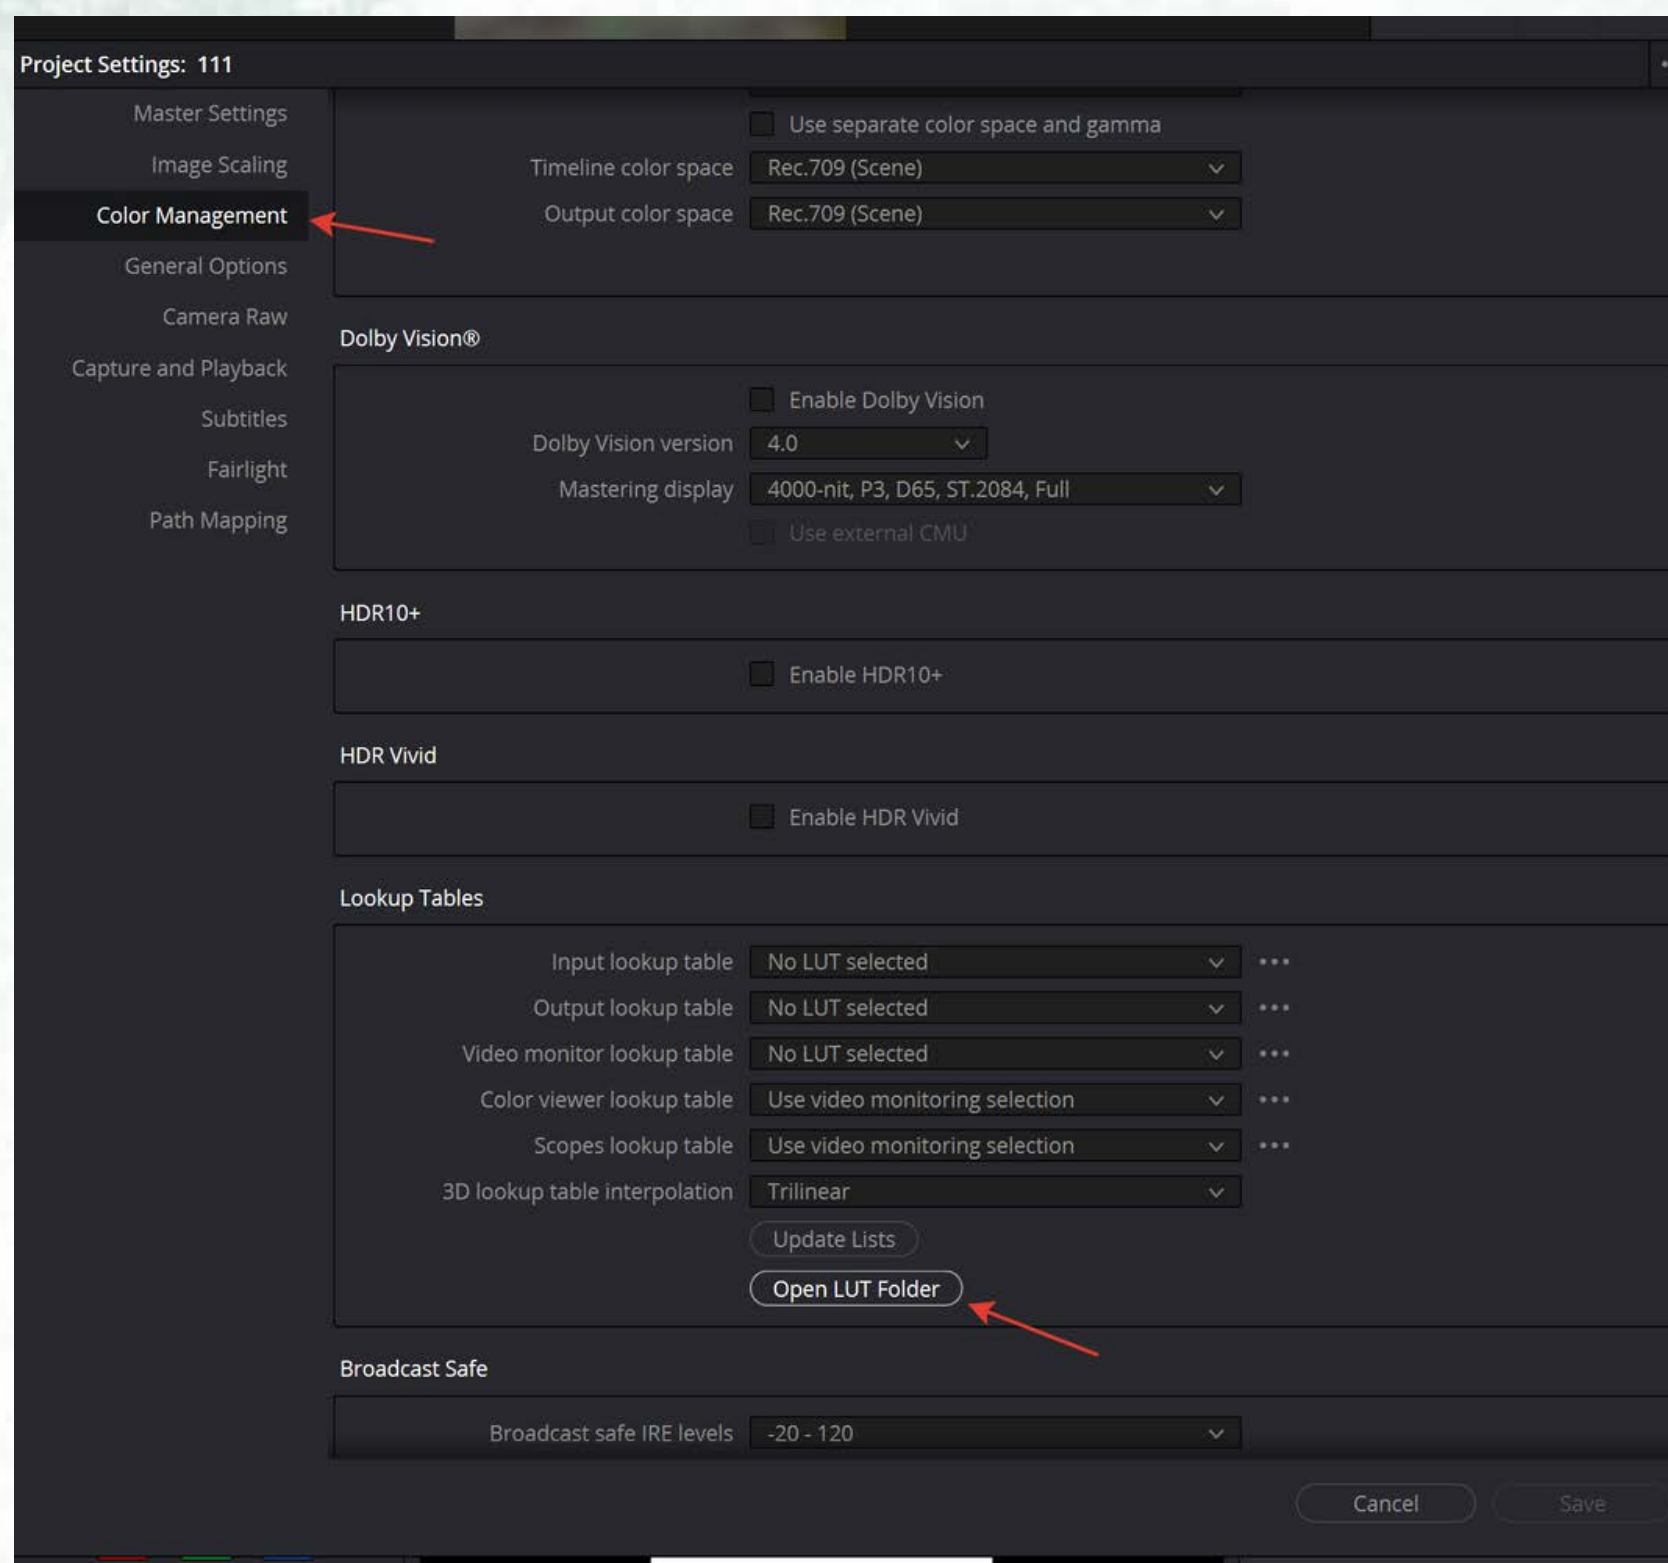 Project Settings: 111
Master Settings
Image Scaling
Color Management
General Options
Camera Raw
Capture and Playback
Subtitles
Fairlight
Path Mapping
Use separate color space and gamma
Timeline color space Rec.709 (Scene)
Output color space Rec.709 (Scene)
Dolby Vision®
Enable Dolby Vision
Dolby Vision version 4.0
Mastering display 4000-nit, P3, D65, ST.2084, Full
Use external CMU
HDR10+
Enable HDR10+
HDR Vivid
Enable HDR Vivid
Lookup Tables
Input lookup table No LUT selected
Output lookup table No LUT selected
Video monitor lookup table No LUT selected
Color viewer lookup table Use video monitoring selection
Scopes lookup table Use video monitoring selection
3D lookup table interpolation Trilinear
Update Lists
Open LUT Folder
Broadcast Safe
Broadcast safe IRE levels -20 - 120
Cancel Save